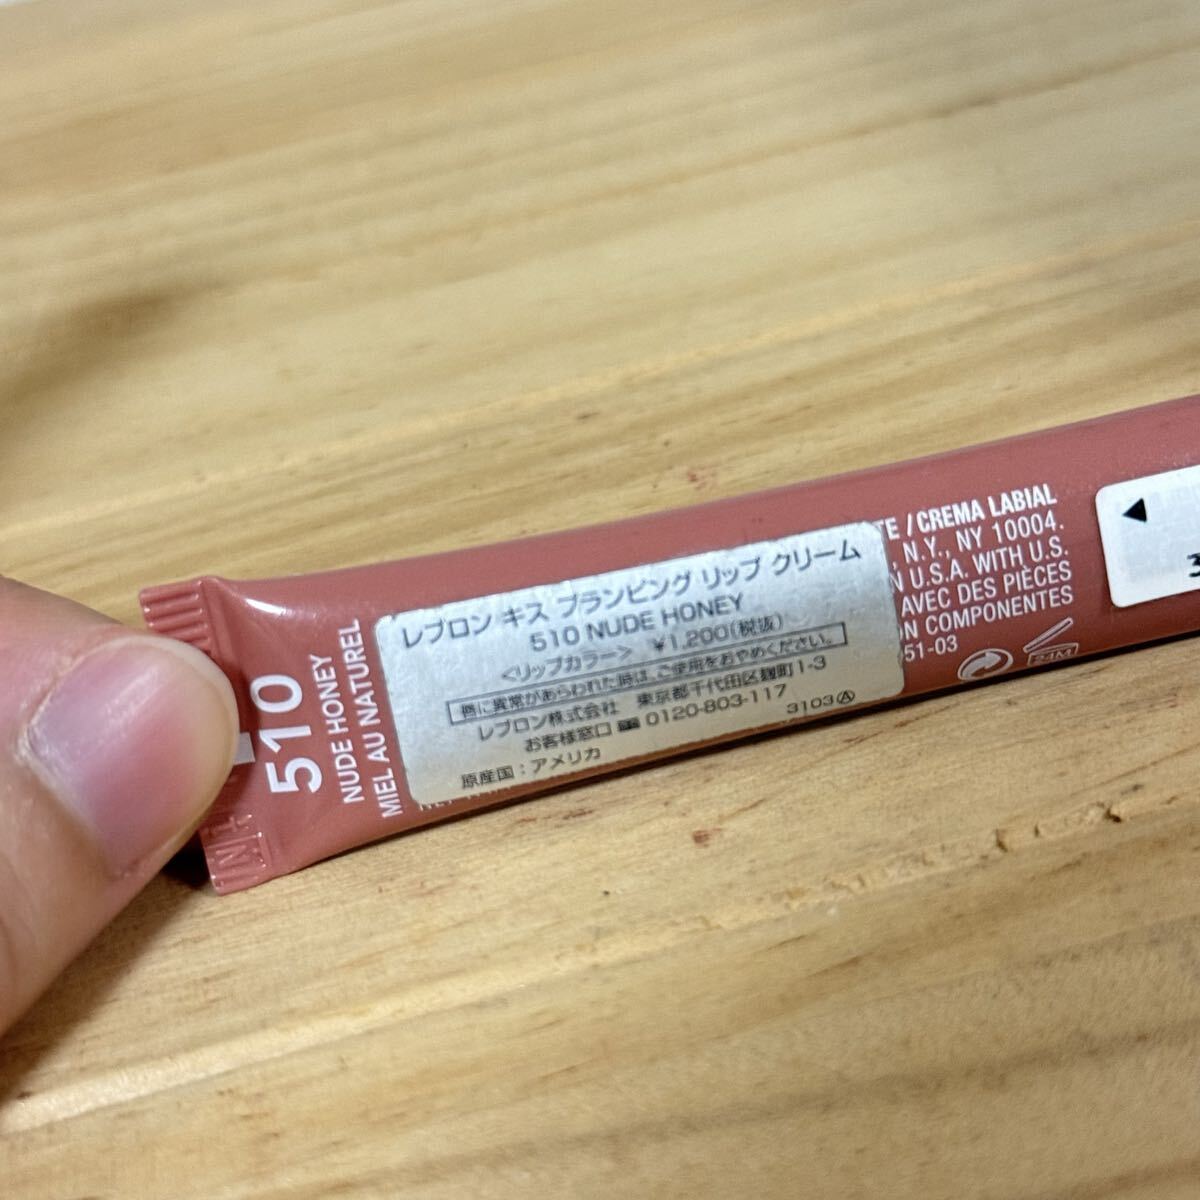 510
NUDE HONEY
MIEL AU NATUREL
レブロン キス プランピング リップ クリーム
510 NUDE HONEY
<リップカラー> ¥1,200(税抜)
唇に異常があらわれた時は、ご使用をおやめください。
レブロン株式会社 東京都千代田区麹町1-3
お客様窓口 0120-803-117
原産国:アメリカ 3103Ⓐ
/CREMA LABIAL
, N.Y., NY 10004.
U.S.A. WITH U.S.
AVEC DES PIÈCES
COMPONENTES
51-03
24M